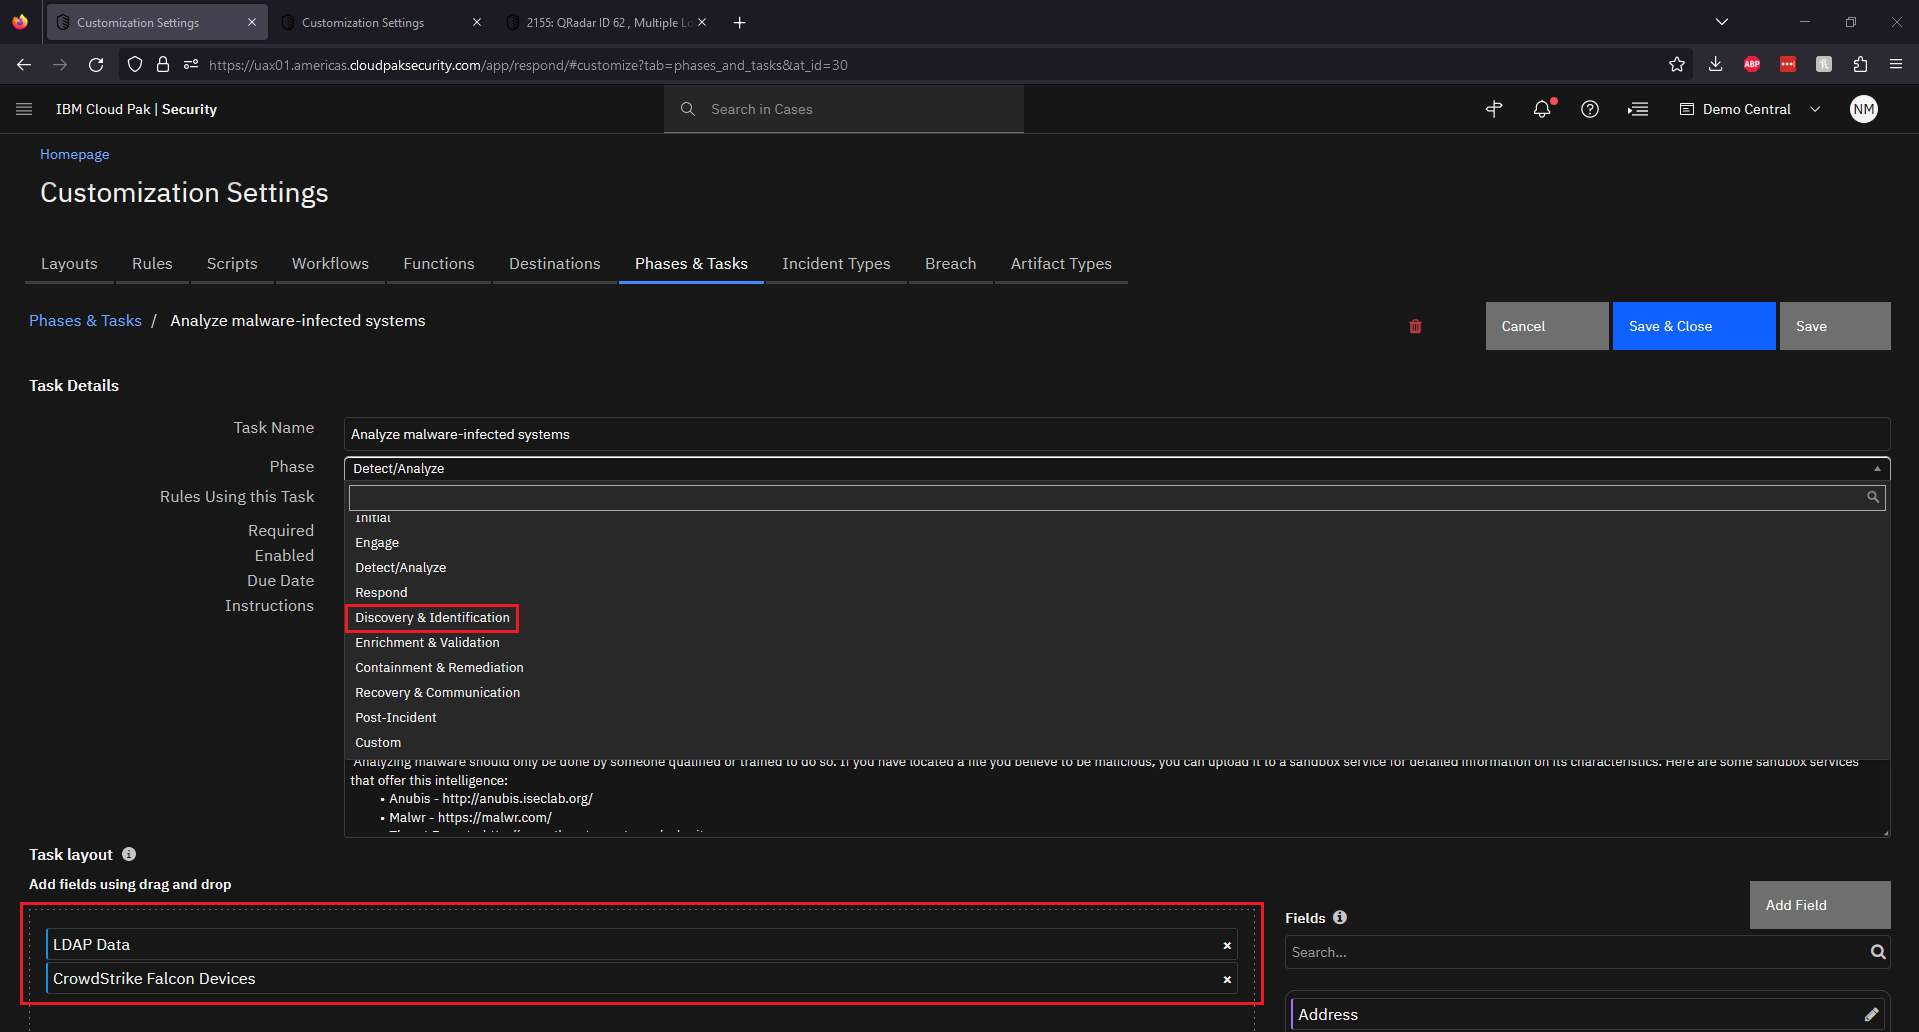 Customization Settings
Customization Settings
2155: QRadar ID 62 , Multiple Lo
https://uax01.americas.cloudpaksecurity.com/app/respond/#customize?tab=phases_and_tasks&at_id=30
ABP
IBM Cloud Pak | Security
Search in Cases
Demo Central
NM
Homepage
Customization Settings
Layouts
Rules
Scripts
Workflows
Functions
Destinations
Phases & Tasks
Incident Types
Breach
Artifact Types
Phases & Tasks / Analyze malware-infected systems
Cancel
Save & Close
Save
Task Details
Task Name
Analyze malware-infected systems
Phase
Detect/Analyze
Rules Using this Task
Required
Enabled
Due Date
Instructions
Initial
Engage
Detect/Analyze
Respond
Discovery & Identification
Enrichment & Validation
Containment & Remediation
Recovery & Communication
Post-Incident
Custom
Analyzing malware should only be done by someone qualified or trained to do so. If you have located a file you believe to be malicious, you can upload it to a sandbox service for detailed information on its characteristics. Here are some sandbox services
that offer this intelligence:
• Anubis - http://anubis.iseclab.org/
• Malwr - https://malwr.com/
Task layout
Add fields using drag and drop
LDAP Data
CrowdStrike Falcon Devices
Add Field
Fields
Search...
Address